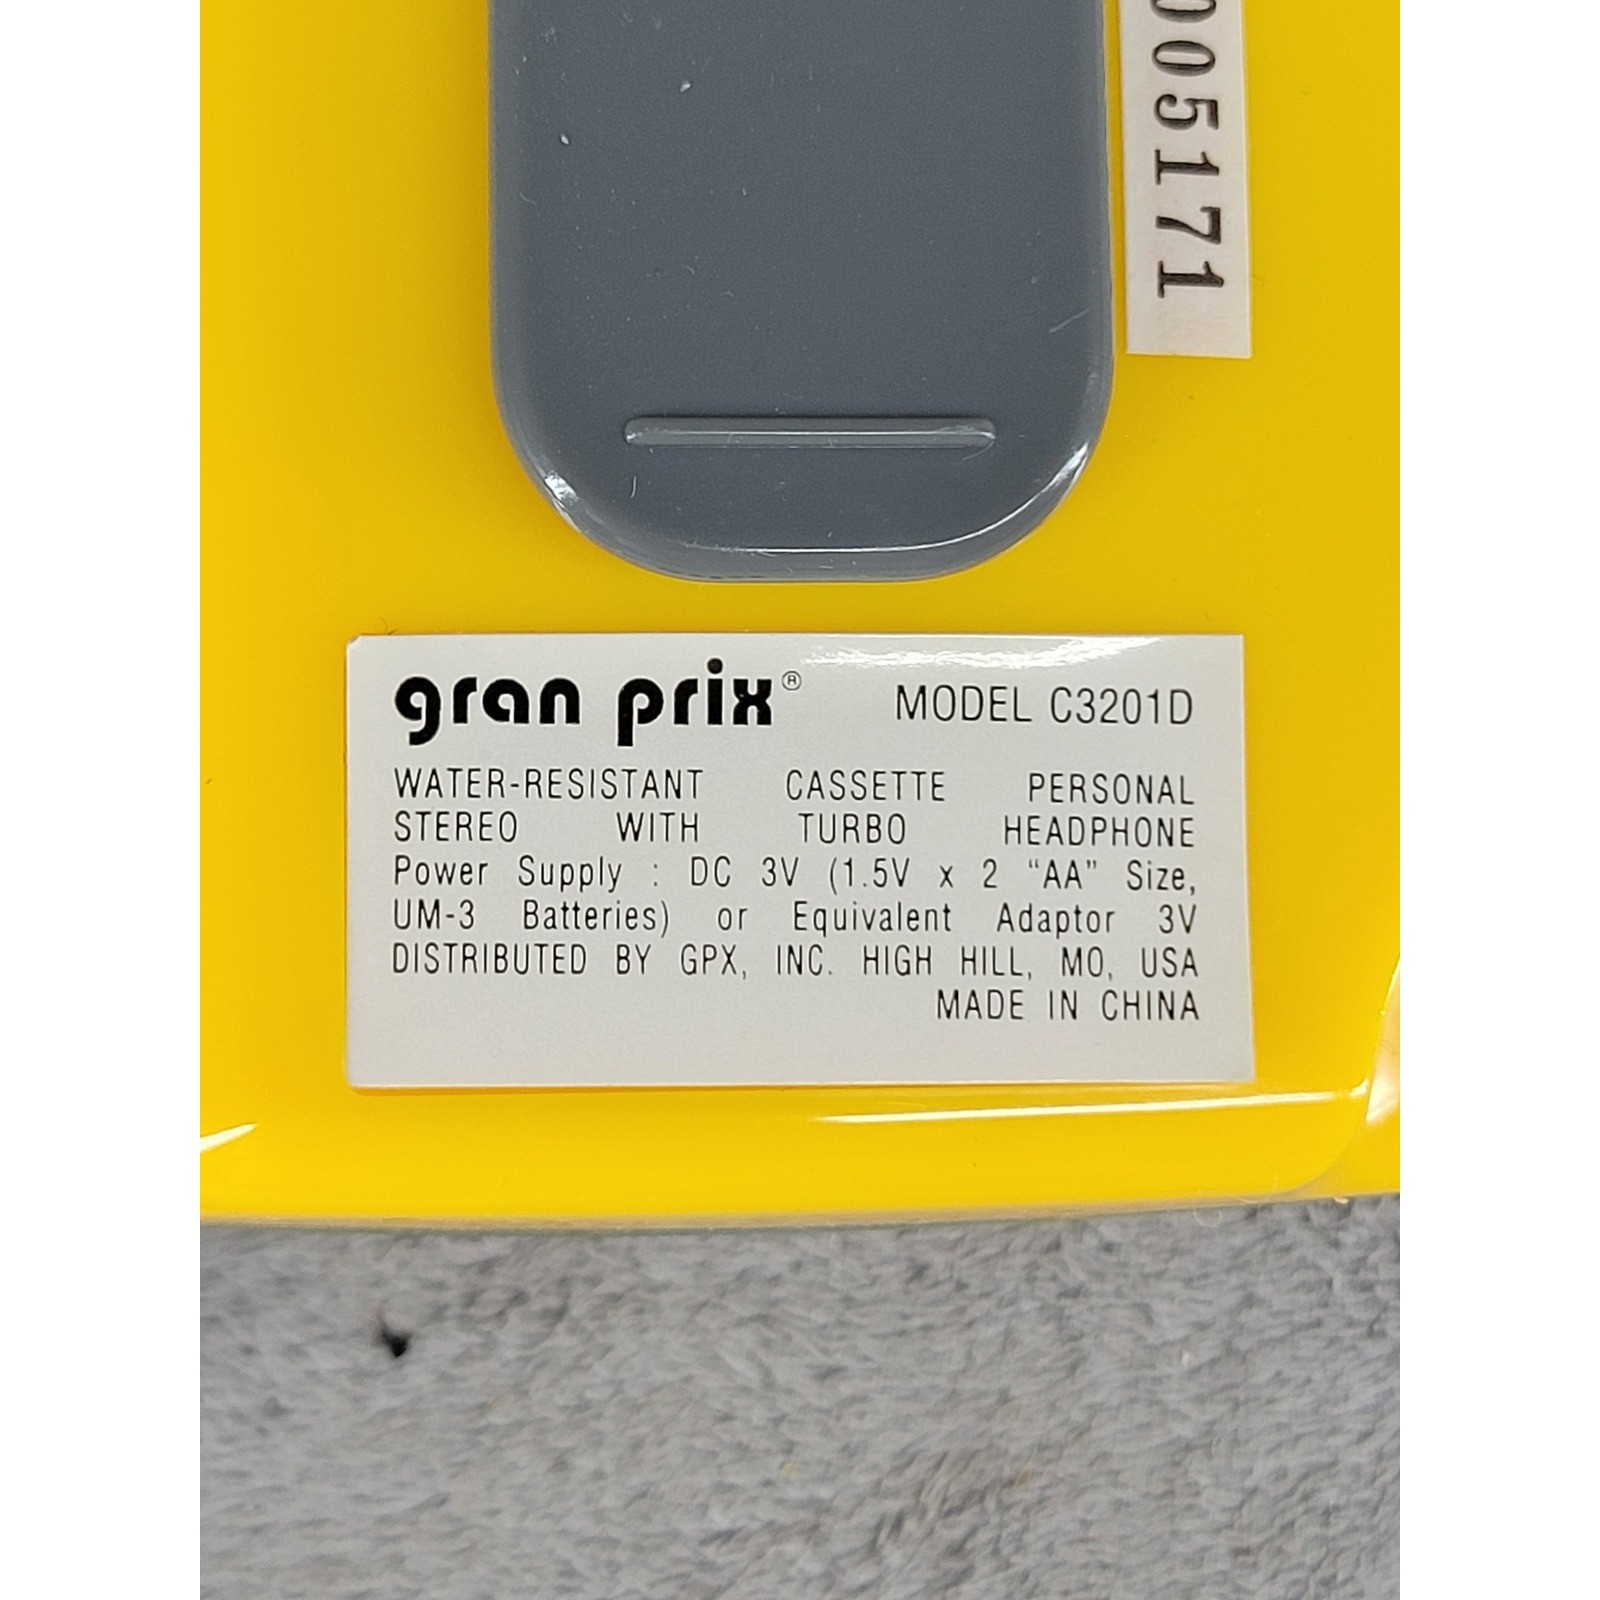 005171
gran prix® MODEL C3201D
WATER-RESISTANT CASSETTE PERSONAL
STEREO WITH TURBO HEADPHONE
Power Supply : DC 3V (1.5V x 2 “AA” Size,
UM-3 Batteries) or Equivalent Adaptor 3V
DISTRIBUTED BY GPX, INC. HIGH HILL, MO, USA
MADE IN CHINA